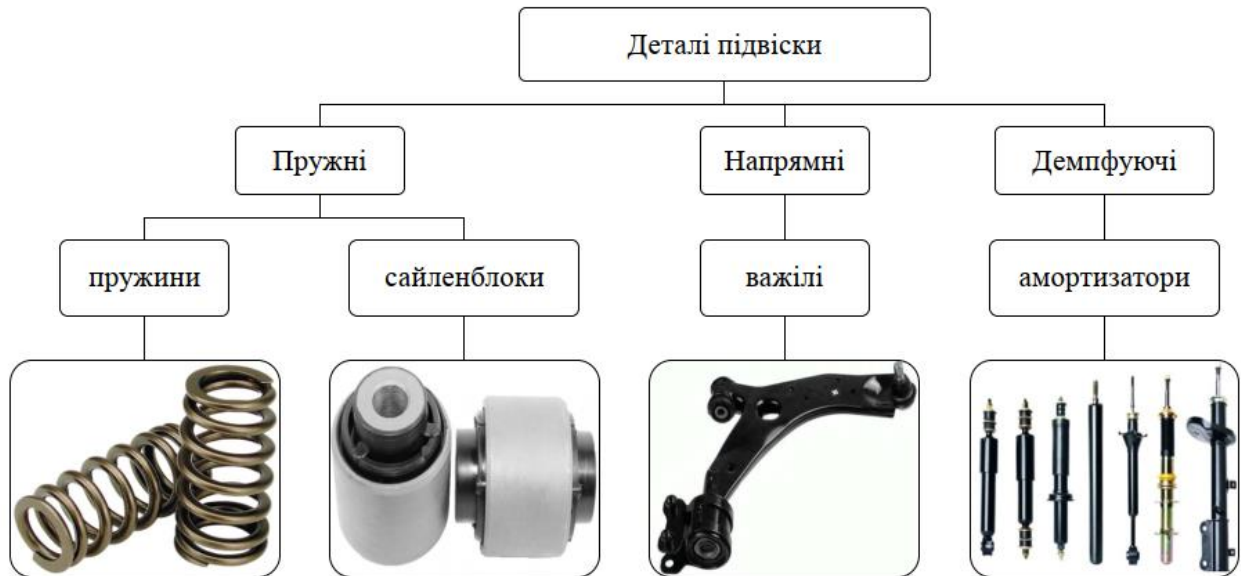 Деталі підвіски
Пружні
Напрямні
Демпфуючі
пружини
сайленблоки
важілі
амортизатори